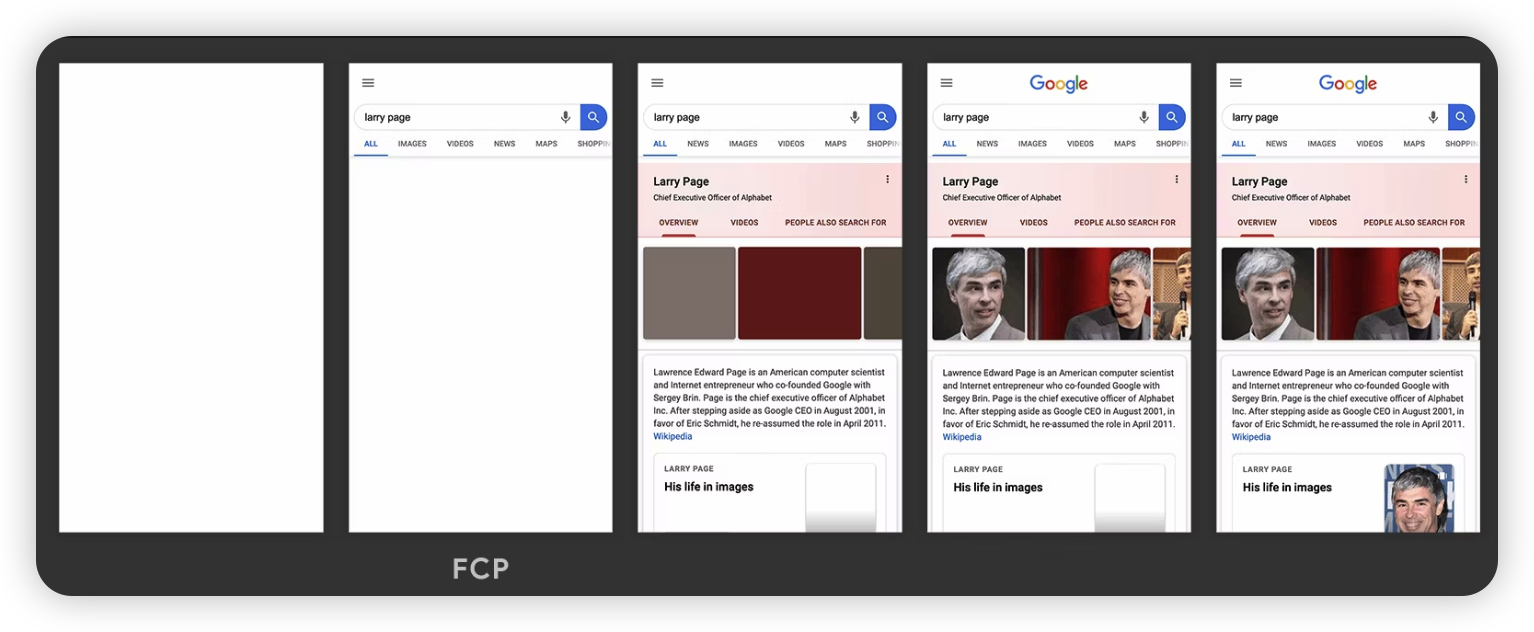 larry page
ALL IMAGES VIDEOS NEWS MAPS SHOPPIN
larry page
ALL NEWS IMAGES VIDEOS MAPS SHOPPIN
Larry Page
Chief Executive Officer of Alphabet
OVERVIEW VIDEOS PEOPLE ALSO SEARCH FOR
Lawrence Edward Page is an American computer scientist
and Internet entrepreneur who co-founded Google with
Sergey Brin. Page is the chief executive officer of Alphabet
Inc. After stepping aside as Google CEO in August 2001, in
favor of Eric Schmidt, he re-assumed the role in April 2011.
Wikipedia
LARRY PAGE
His life in images
Google
larry page
ALL NEWS IMAGES VIDEOS MAPS SHOPPIN
Larry Page
Chief Executive Officer of Alphabet
OVERVIEW VIDEOS PEOPLE ALSO SEARCH FOR
Lawrence Edward Page is an American computer scientist
and Internet entrepreneur who co-founded Google with
Sergey Brin. Page is the chief executive officer of Alphabet
Inc. After stepping aside as Google CEO in August 2001, in
favor of Eric Schmidt, he re-assumed the role in April 2011.
Wikipedia
LARRY PAGE
His life in images
Google
larry page
ALL NEWS IMAGES VIDEOS MAPS SHOPPIN
Larry Page
Chief Executive Officer of Alphabet
OVERVIEW VIDEOS PEOPLE ALSO SEARCH FOR
Lawrence Edward Page is an American computer scientist
and Internet entrepreneur who co-founded Google with
Sergey Brin. Page is the chief executive officer of Alphabet
Inc. After stepping aside as Google CEO in August 2001, in
favor of Eric Schmidt, he re-assumed the role in April 2011.
Wikipedia
LARRY PAGE
His life in images
FCP